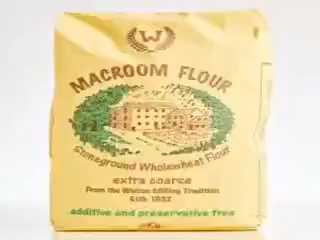 W
MACROOM FLOUR
Stoneground Wholewheat Flour
extra coarse
From the Walton Milling Tradition
Estb. 1832
additive and preservative free